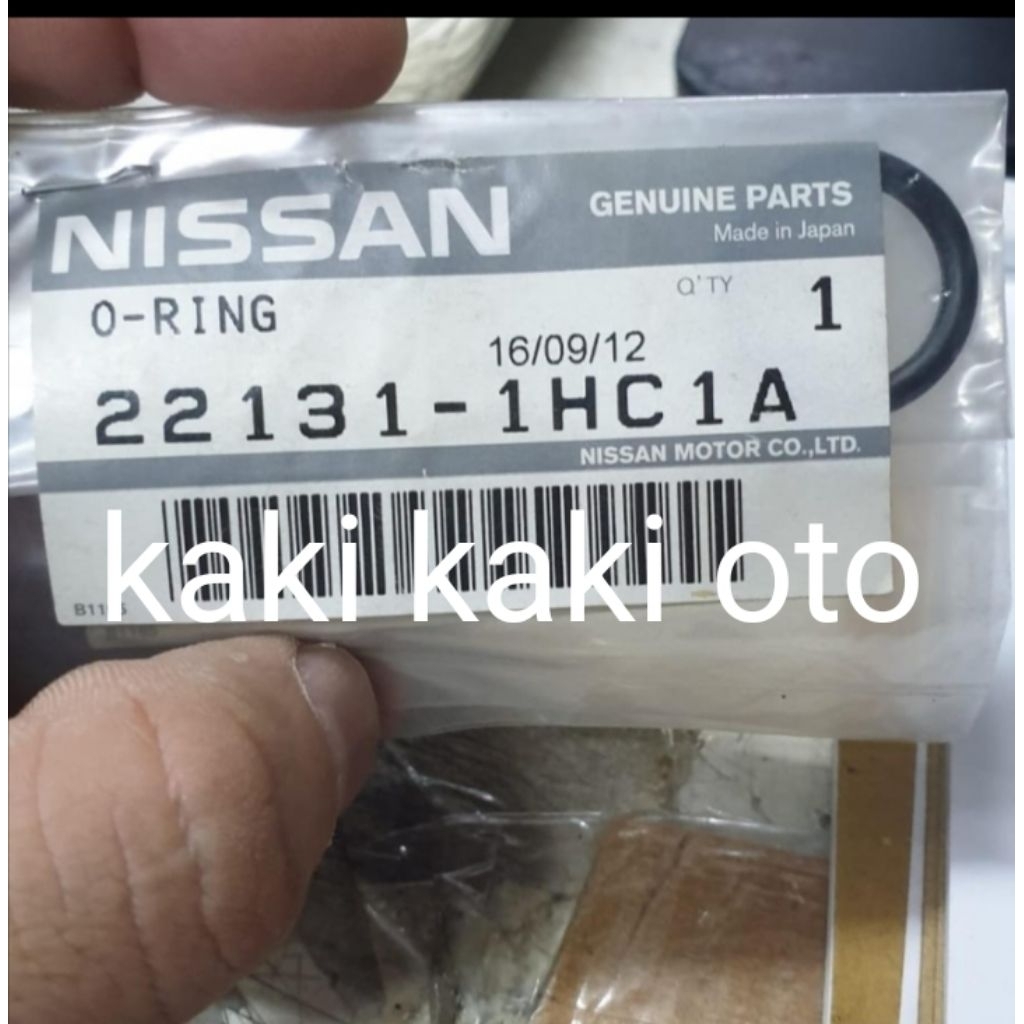 NISSAN
GENUINE PARTS
Made in Japan
O-RING
Q'TY 1
16/09/12
22131-1HC1A
NISSAN MOTOR CO.,LTD.
kaki kaki oto